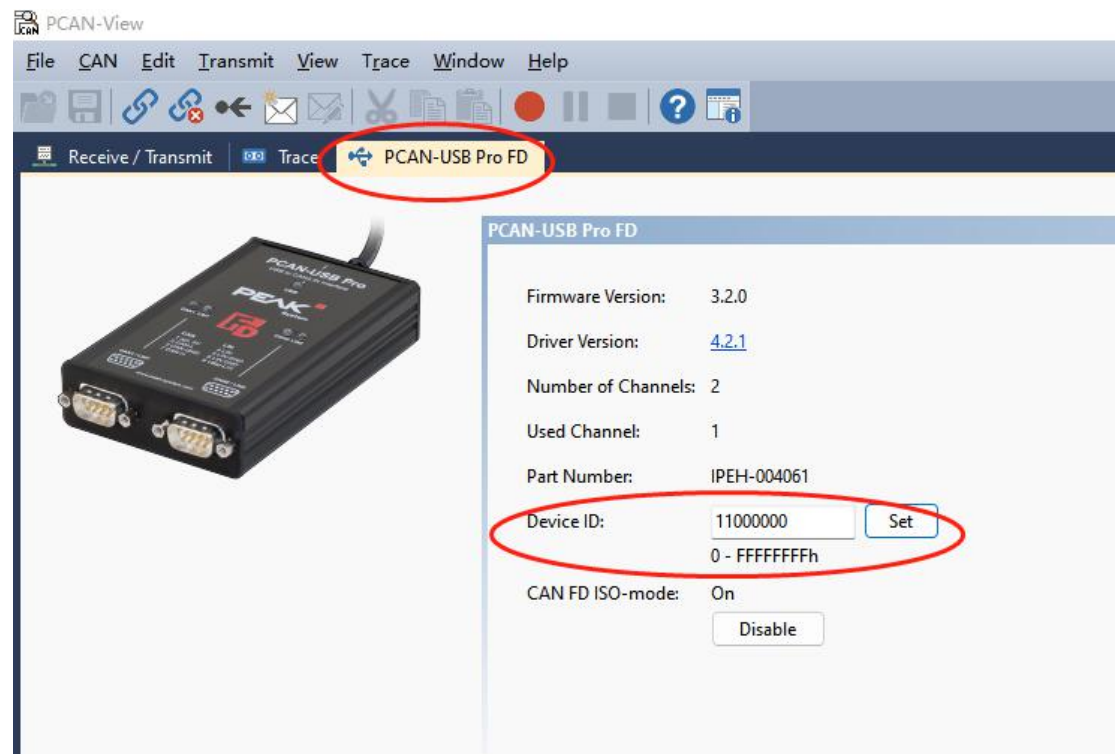 PCAN-View
File CAN Edit Transmit View Trace Window Help
Receive / Transmit Trace PCAN-USB Pro FD
PCAN-USB Pro FD
PCAN-USB Pro
PEAK
System
Firmware Version: 3.2.0
Driver Version: 4.2.1
Number of Channels: 2
Used Channel: 1
Part Number: IPEH-004061
Device ID: 11000000 Set
0 - FFFFFFFFh
CAN FD ISO-mode: On
Disable